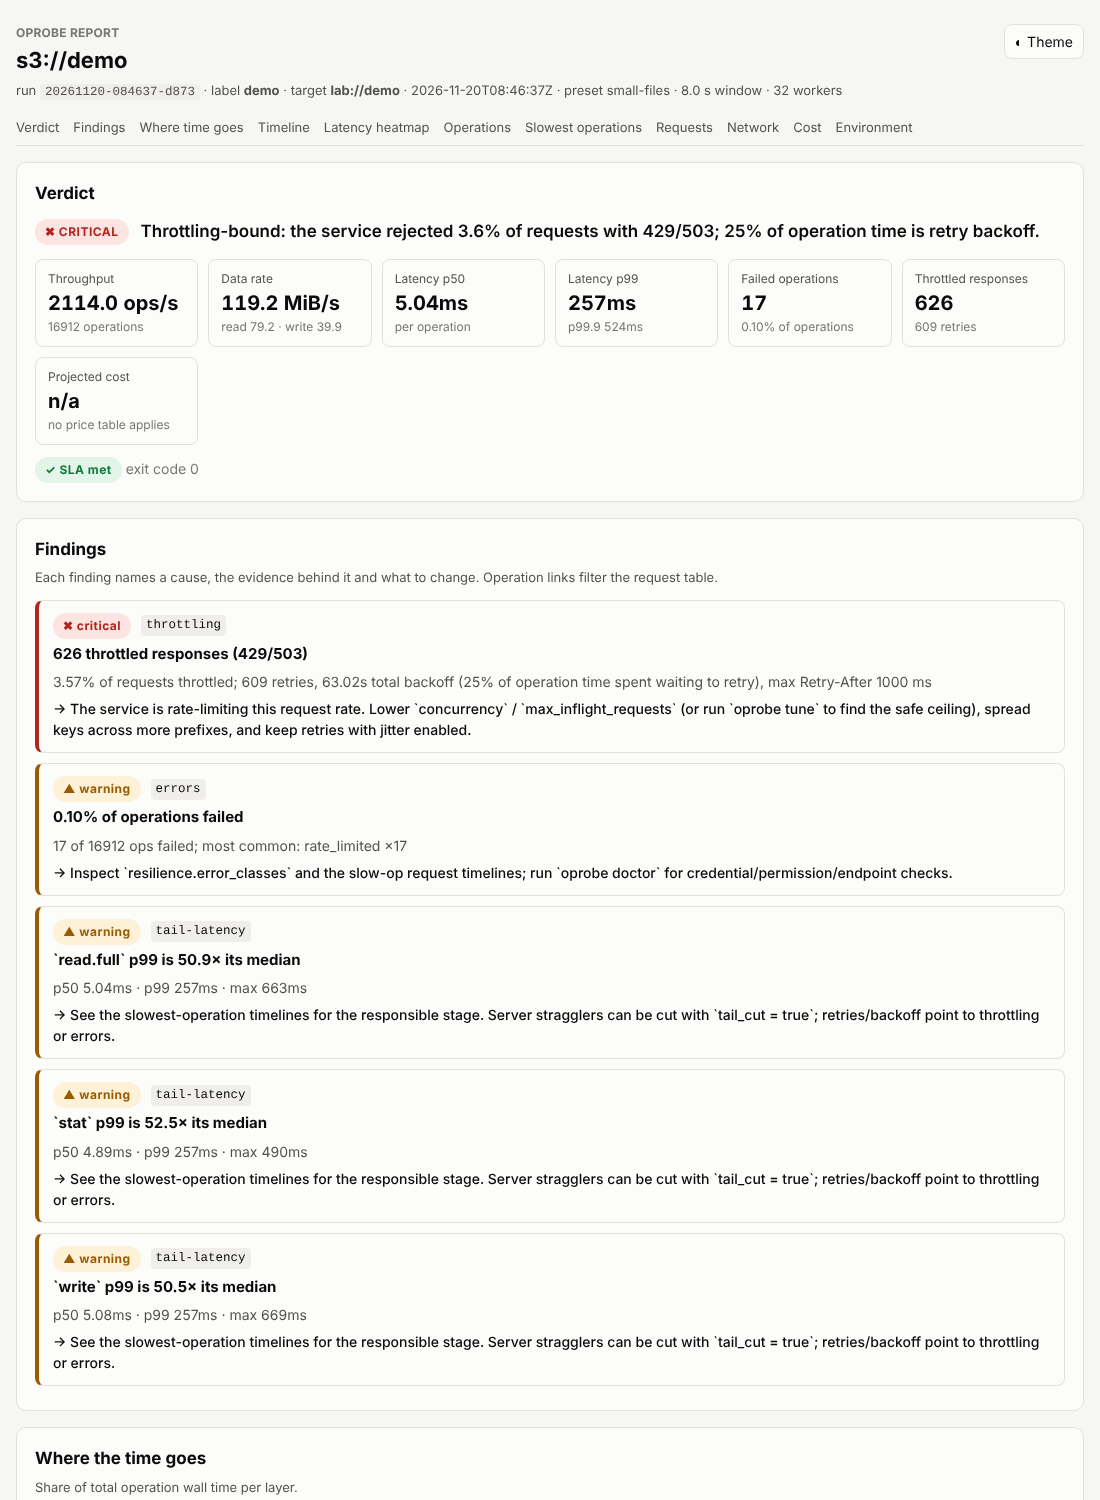 OPROBE REPORT
s3://demo
Theme
run 20261120-084637-d873 · label demo · target lab://demo · 2026-11-20T08:46:37Z · preset small-files · 8.0 s window · 32 workers
Verdict Findings Where time goes Timeline Latency heatmap Operations Slowest operations Requests Network Cost Environment
Verdict
✖ CRITICAL Throttling-bound: the service rejected 3.6% of requests with 429/503; 25% of operation time is retry backoff.
Throughput
2114.0 ops/s
16912 operations
Data rate
119.2 MiB/s
read 79.2 · write 39.9
Latency p50
5.04ms
per operation
Latency p99
257ms
p99.9 524ms
Failed operations
17
0.10% of operations
Throttled responses
626
609 retries
Projected cost
n/a
no price table applies
✓ SLA met exit code 0
Findings
Each finding names a cause, the evidence behind it and what to change. Operation links filter the request table.
✖ critical throttling
626 throttled responses (429/503)
3.57% of requests throttled; 609 retries, 63.02s total backoff (25% of operation time spent waiting to retry), max Retry-After 1000 ms
→ The service is rate-limiting this request rate. Lower `concurrency` / `max_inflight_requests` (or run `oprobe tune` to find the safe ceiling), spread
keys across more prefixes, and keep retries with jitter enabled.
▲ warning errors
0.10% of operations failed
17 of 16912 ops failed; most common: rate_limited ×17
→ Inspect `resilience.error_classes` and the slow-op request timelines; run `oprobe doctor` for credential/permission/endpoint checks.
▲ warning tail-latency
`read.full` p99 is 50.9× its median
p50 5.04ms · p99 257ms · max 663ms
→ See the slowest-operation timelines for the responsible stage. Server stragglers can be cut with `tail_cut = true`; retries/backoff point to throttling
or errors.
▲ warning tail-latency
`stat` p99 is 52.5× its median
p50 4.89ms · p99 257ms · max 490ms
→ See the slowest-operation timelines for the responsible stage. Server stragglers can be cut with `tail_cut = true`; retries/backoff point to throttling
or errors.
▲ warning tail-latency
`write` p99 is 50.5× its median
p50 5.08ms · p99 257ms · max 669ms
→ See the slowest-operation timelines for the responsible stage. Server stragglers can be cut with `tail_cut = true`; retries/backoff point to throttling
or errors.
Where the time goes
Share of total operation wall time per layer.